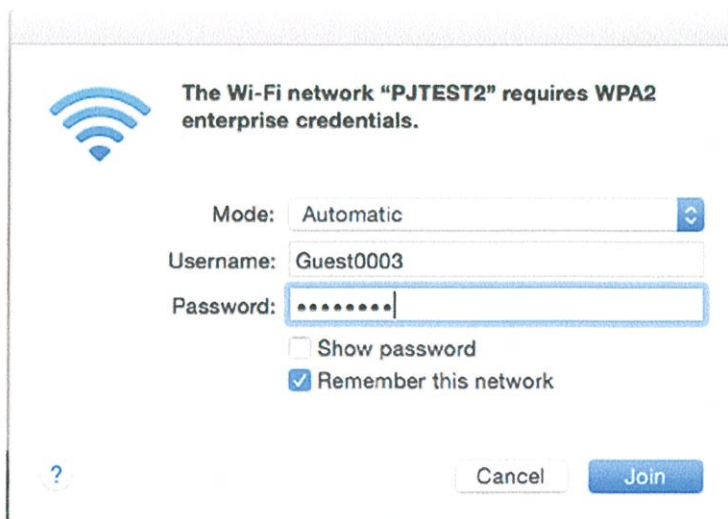 The Wi-Fi network “PJTEST2” requires WPA2
enterprise credentials.
Mode: Automatic
Username: Guest0003
Password: ••••••••
Show password
Remember this network
? Cancel Join